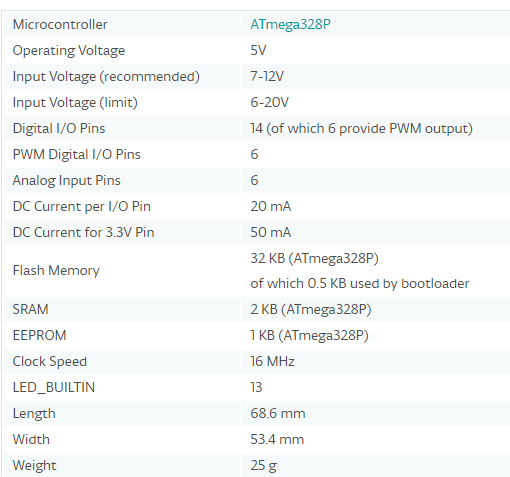 Microcontroller ATmega328P
Operating Voltage 5V
Input Voltage (recommended) 7-12V
Input Voltage (limit) 6-20V
Digital I/O Pins 14 (of which 6 provide PWM output)
PWM Digital I/O Pins 6
Analog Input Pins 6
DC Current per I/O Pin 20 mA
DC Current for 3.3V Pin 50 mA
Flash Memory 32 KB (ATmega328P)
of which 0.5 KB used by bootloader
SRAM 2 KB (ATmega328P)
EEPROM 1 KB (ATmega328P)
Clock Speed 16 MHz
LED_BUILTIN 13
Length 68.6 mm
Width 53.4 mm
Weight 25 g